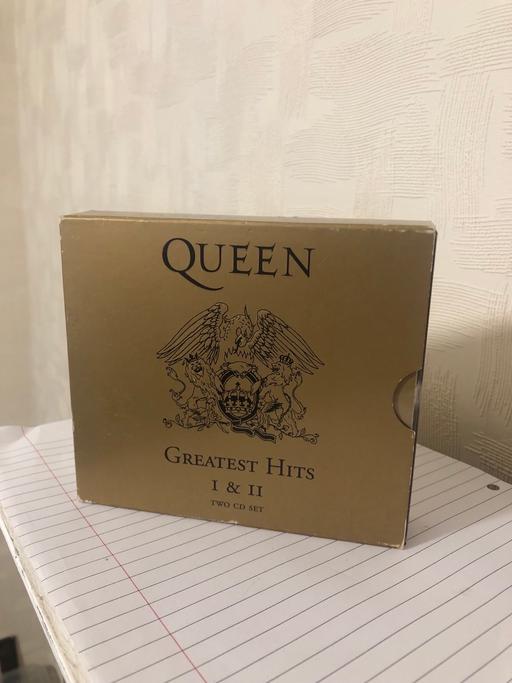 QUEEN
GREATEST HITS
I & II
TWO CD SET